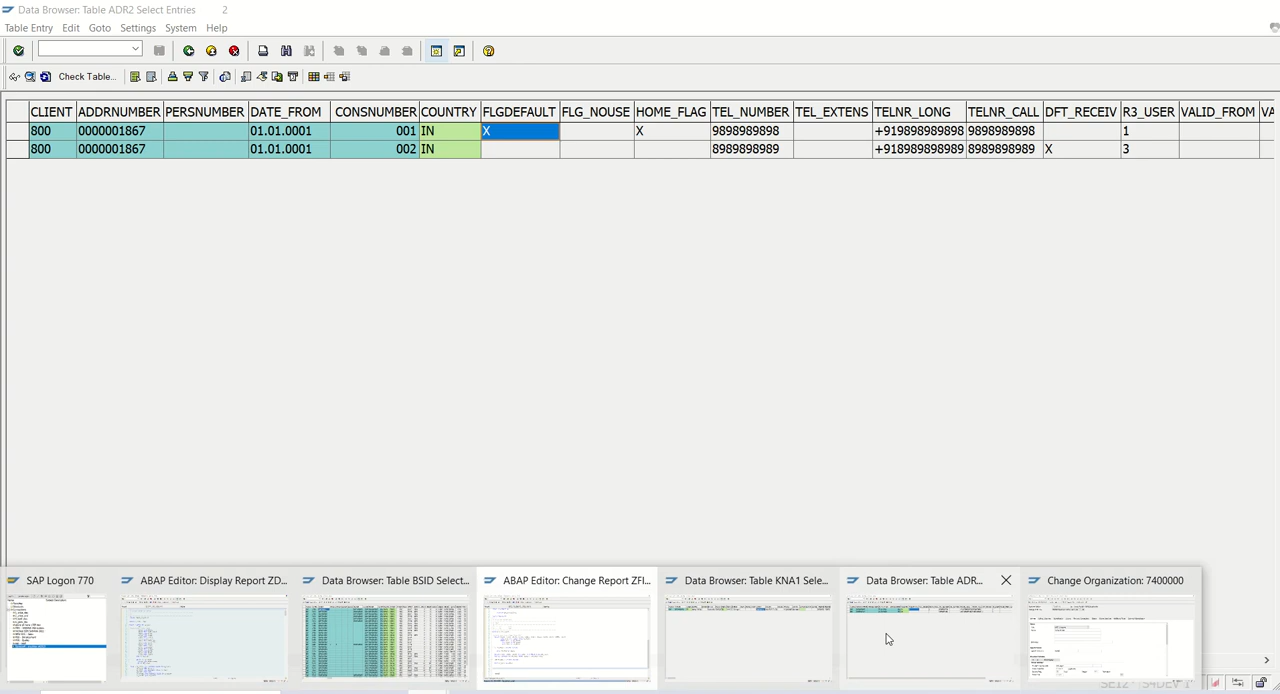 Data Browser: Table ADR2 Select Entries 2
Table Entry Edit Goto Settings System Help
Check Table...
CLIENT ADDRNUMBER PERSNUMBER DATE_FROM CONSNUMBER COUNTRY FLGDEFAULT FLG_NOUSE HOME_FLAG TEL_NUMBER TEL_EXTENS TELNR_LONG TELNR_CALL DFT_RECEIV R3_USER VALID_FROM VA
800 0000001867 01.01.0001 001 IN X X 9898989898 +919898989898 9898989898 1
800 0000001867 01.01.0001 002 IN 8989898989 +918989898989 8989898989 X 3
SAP Logon 770 ABAP Editor: Display Report ZD... Data Browser: Table BSID Select... ABAP Editor: Change Report ZFI... Data Browser: Table KNA1 Sele... Data Browser: Table ADR... Change Organization: 7400000